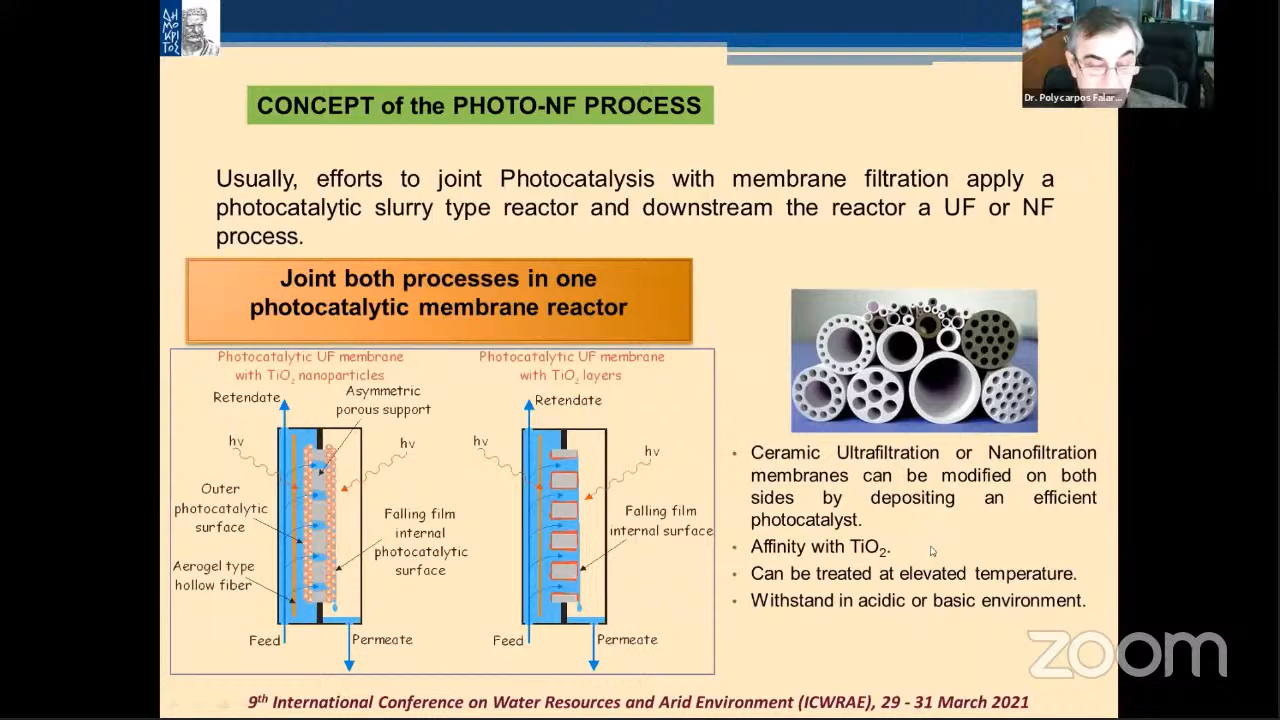 ΔΗ
ΜΟ
ΚΡΙ
ΤΟΣ
Dr. Polycarpos Falar...
CONCEPT of the PHOTO-NF PROCESS
Usually, efforts to joint Photocatalysis with membrane filtration apply a
photocatalytic slurry type reactor and downstream the reactor a UF or NF
process.
Joint both processes in one
photocatalytic membrane reactor
Photocatalytic UF membrane
with TiO2 nanoparticles
Asymmetric
porous support
Retendate
hv
hv
Outer
photocatalytic
surface
Falling film
internal
photocatalytic
surface
Aerogel type
hollow fiber
Feed
Permeate
Photocatalytic UF membrane
with TiO2 layers
Retendate
hv
hv
Falling film
internal surface
Feed
Permeate
• Ceramic Ultrafiltration or Nanofiltration
membranes can be modified on both
sides by depositing an efficient
photocatalyst.
• Affinity with TiO2.
• Can be treated at elevated temperature.
• Withstand in acidic or basic environment.
zoom
9th International Conference on Water Resources and Arid Environment (ICWRAE), 29 - 31 March 2021